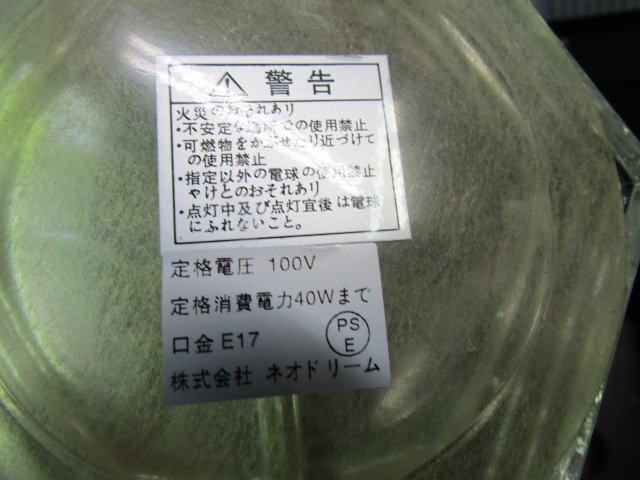 ⚠ 警告
火災のおそれあり
・不安定な場所での使用禁止
・可燃物をかぶせたり近づけて
の使用禁止
・指定以外の電球の使用禁止
やけどのおそれあり
・点灯中及び点灯直後は電球
にふれないこと。
定格電圧 100V
定格消費電力40Wまで
口金 E17
PS
E
株式会社 ネオドリーム